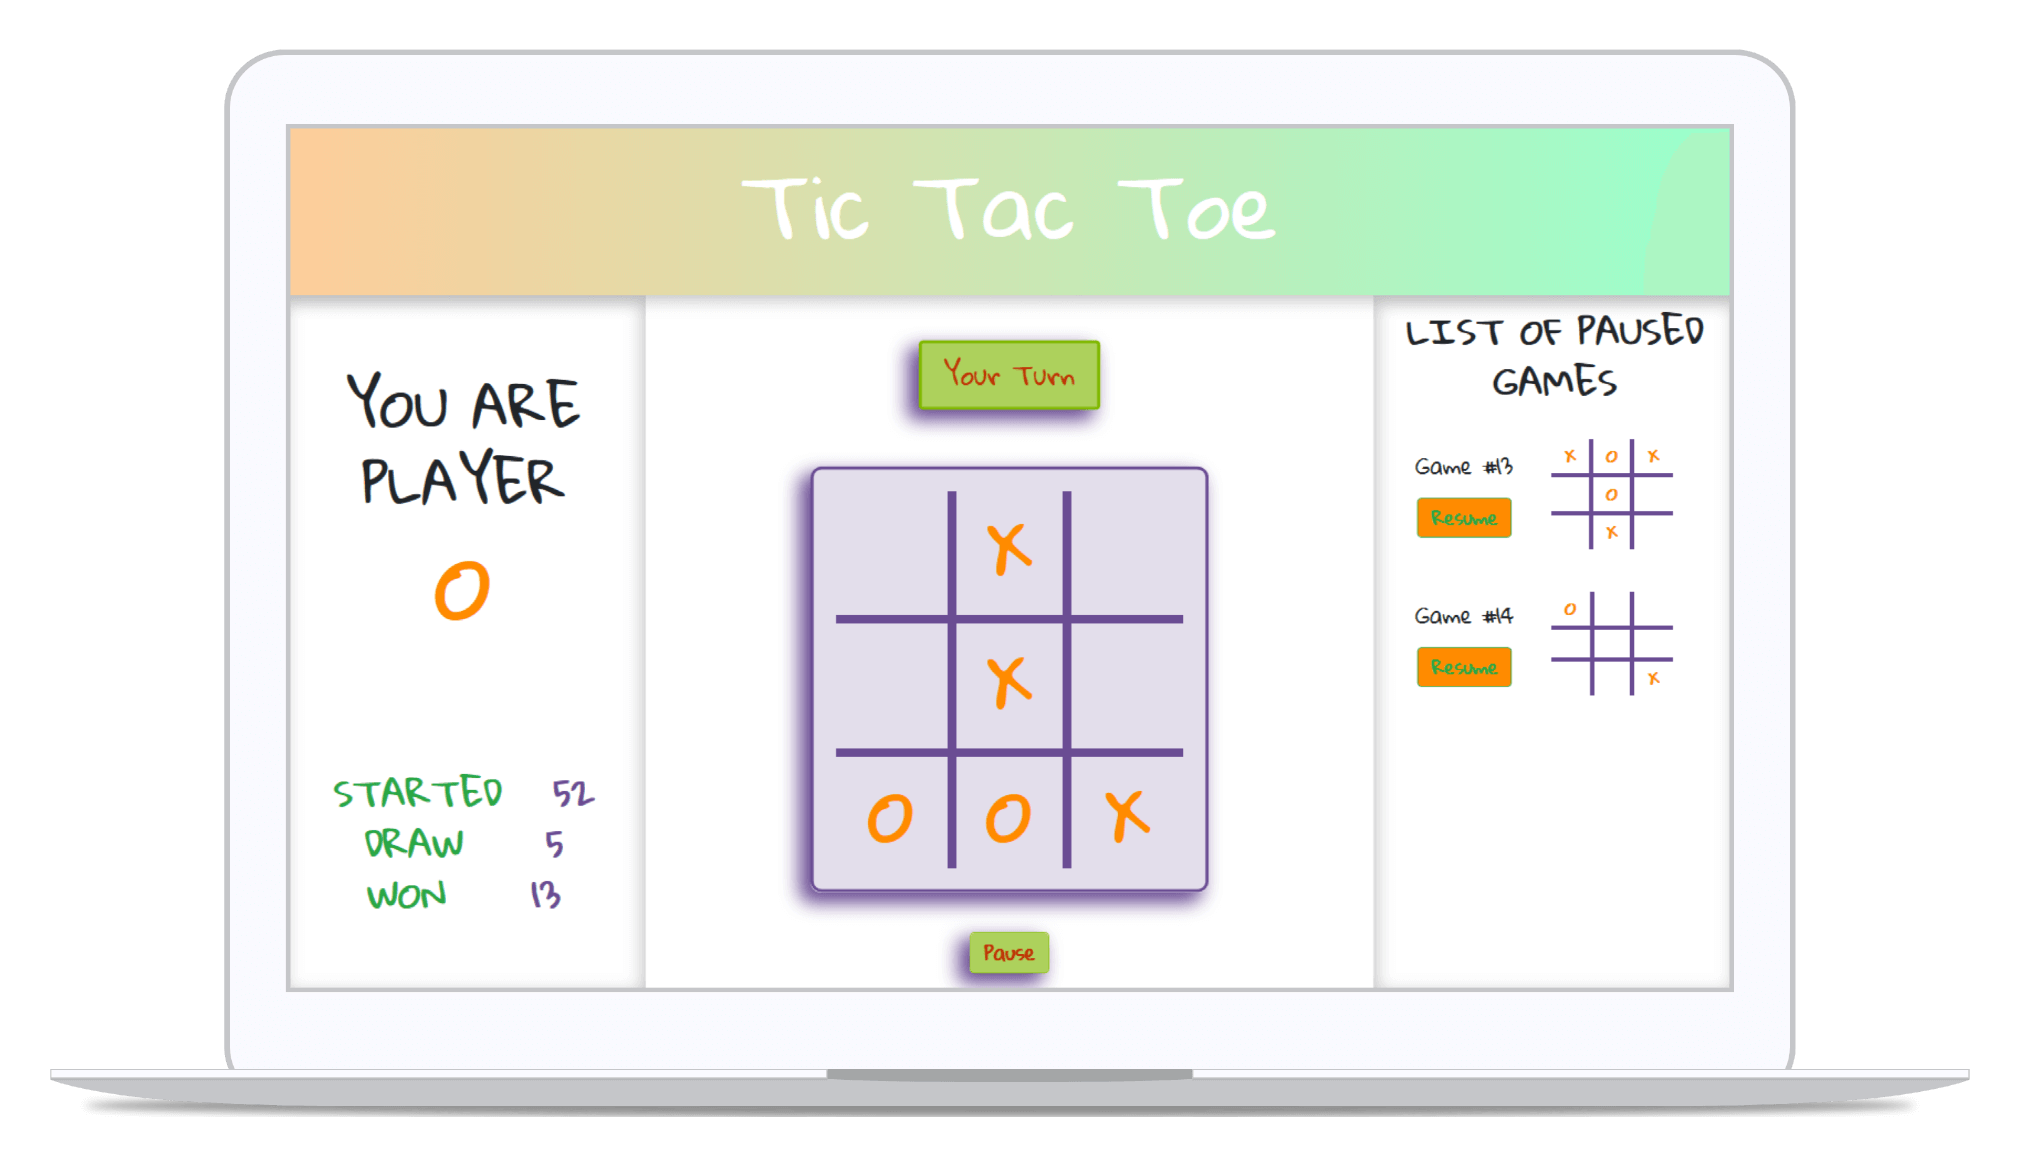 Tic Tac Toe
YOU ARE
PLAYER
O
STARTED 52
DRAW 5
WON 13
Your Turn
X
X
O O X
Pause
LIST OF PAUSED
GAMES
Game #13
Resume
X O X
O
X
Game #14
Resume
O
X